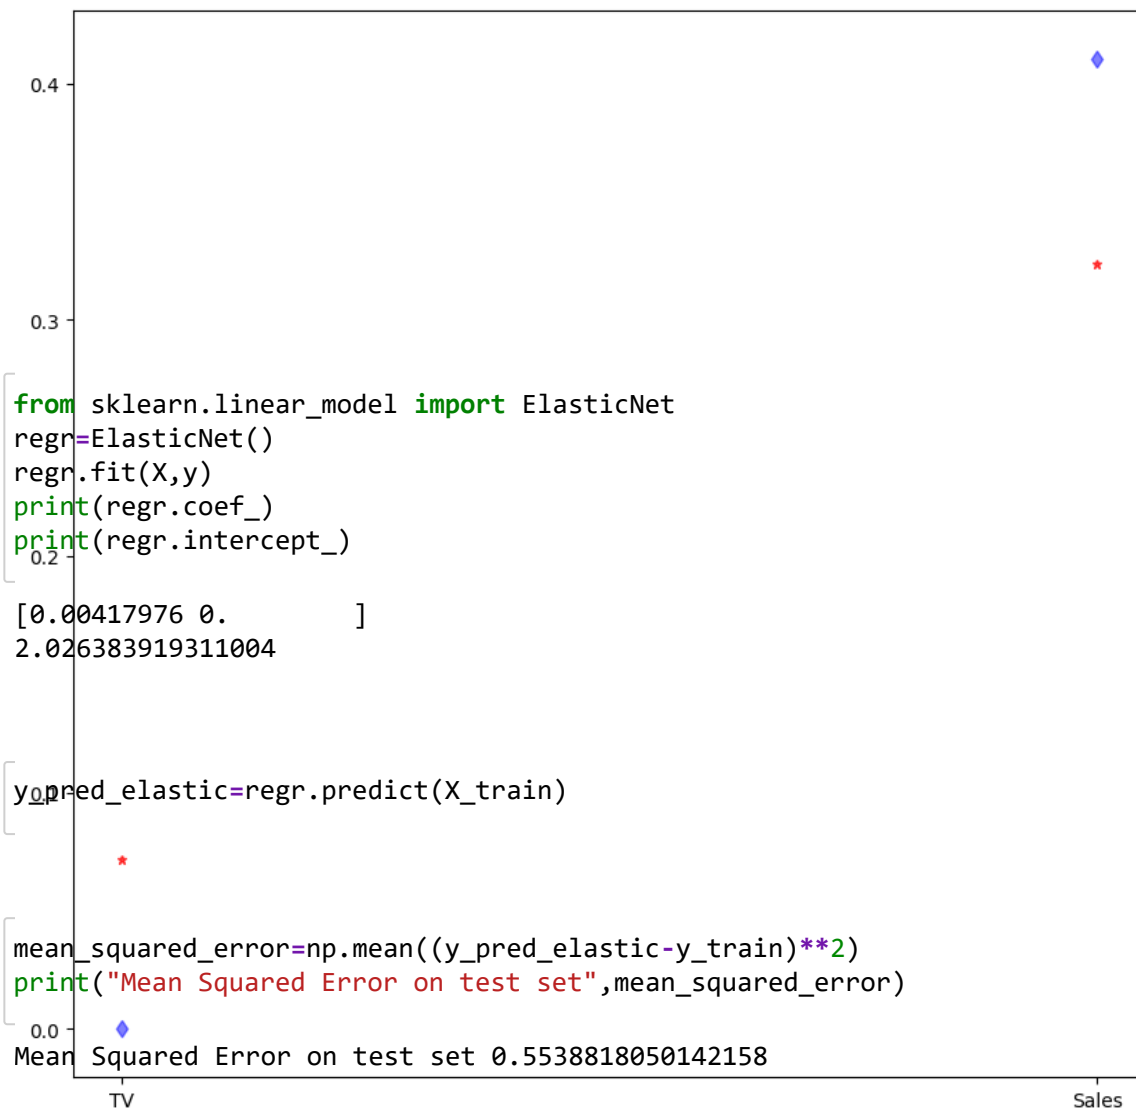 0.4
0.3
from sklearn.linear_model import ElasticNet
regr=ElasticNet()
regr.fit(X,y)
print(regr.coef_)
print(regr.intercept_)
0.2
[0.00417976 0.        ]
2.026383919311004
y_pred_elastic=regr.predict(X_train)
0.1
mean_squared_error=np.mean((y_pred_elastic-y_train)**2)
print("Mean Squared Error on test set",mean_squared_error)
0.0
Mean Squared Error on test set 0.5538818050142158
TV Sales